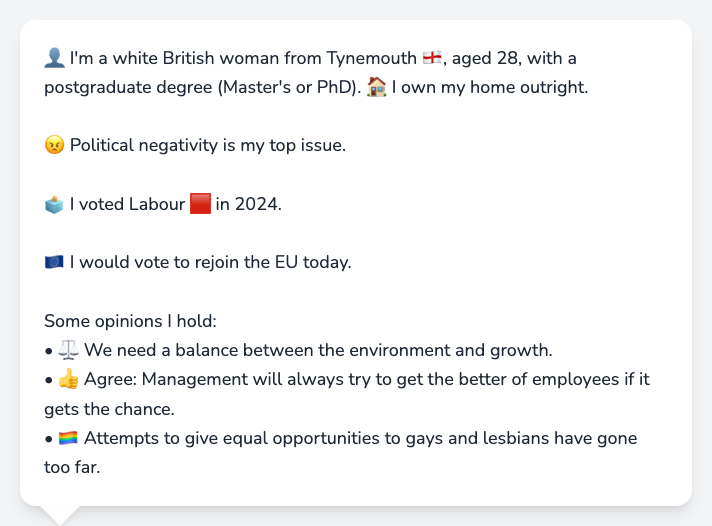 👤 I'm a white British woman from Tynemouth 🏴󠁧󠁢󠁥󠁮󠁧󠁿, aged 28, with a
postgraduate degree (Master's or PhD). 🏠 I own my home outright.
😠 Political negativity is my top issue.
🗳️ I voted Labour 🟥 in 2024.
🇪🇺 I would vote to rejoin the EU today.
Some opinions I hold:
• ⚖️ We need a balance between the environment and growth.
• 👍 Agree: Management will always try to get the better of employees if it
gets the chance.
• 🏳️‍🌈 Attempts to give equal opportunities to gays and lesbians have gone
too far.